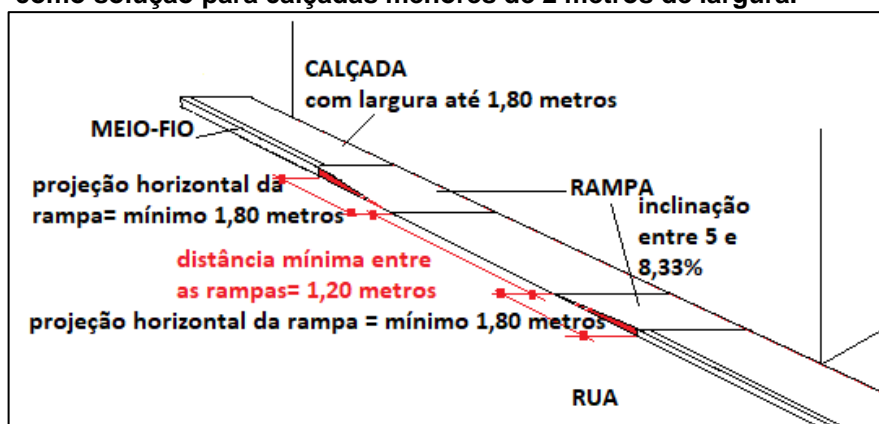 como solução para calçadas menores de 2 metros de largura.
CALÇADA
com largura até 1,80 metros
MEIO-FIO
projeção horizontal da
rampa= mínimo 1,80 metros
RAMPA
inclinação
entre 5 e
8,33%
distância mínima entre
as rampas= 1,20 metros
projeção horizontal da rampa = mínimo 1,80 metros
RUA